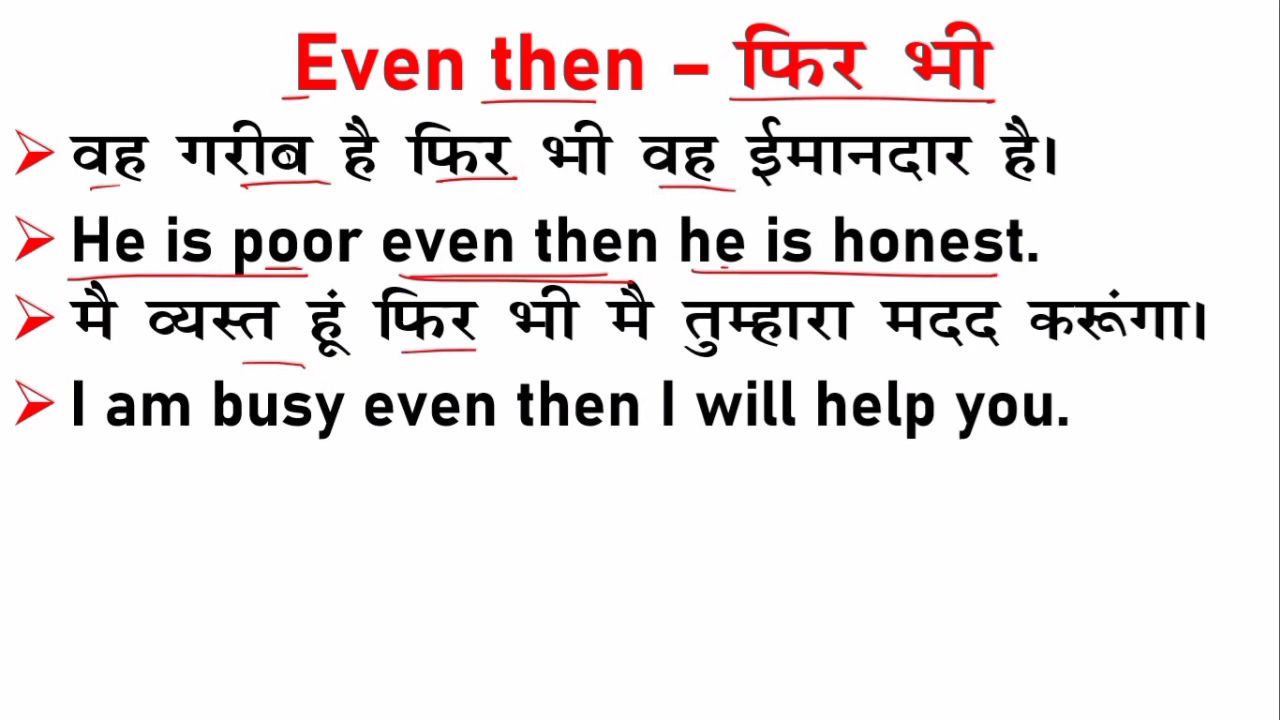 Even then – फिर भी
वह गरीब है फिर भी वह ईमानदार है।
He is poor even then he is honest.
मै व्यस्त हूं फिर भी मै तुम्हारा मदद करूंगा।
I am busy even then I will help you.